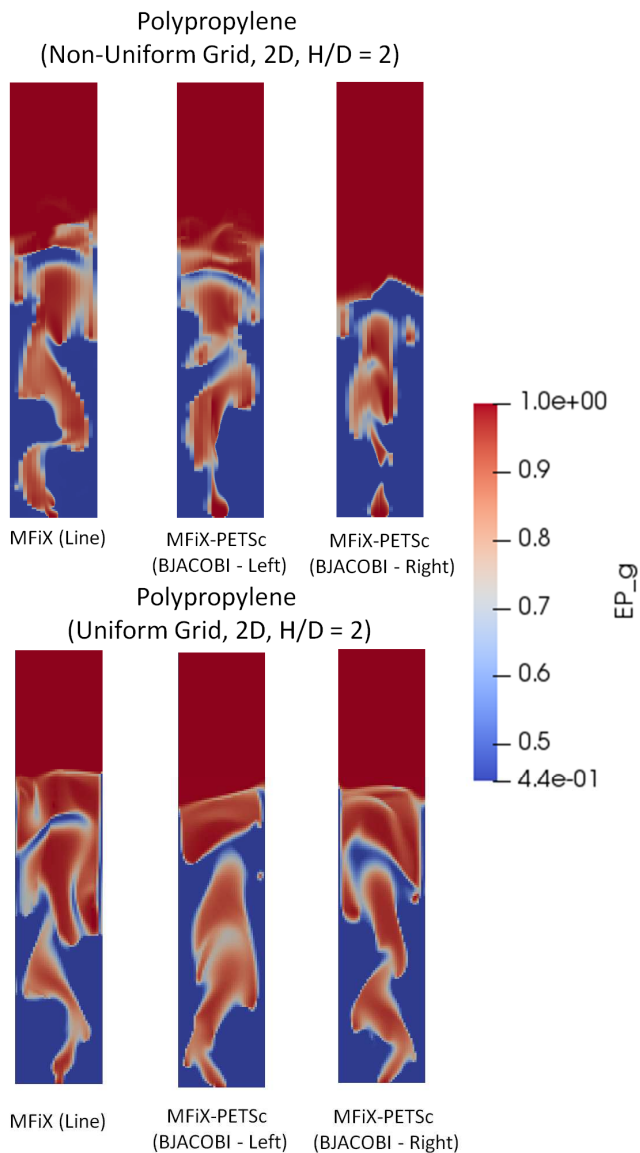 Polypropylene
(Non-Uniform Grid, 2D, H/D = 2)
MFiX (Line)
MFiX-PETSc
(BJACOBI - Left)
MFiX-PETSc
(BJACOBI - Right)
1.0e+00
0.9
0.8
0.7
0.6
0.5
4.4e-01
EP_g
Polypropylene
(Uniform Grid, 2D, H/D = 2)
MFiX (Line)
MFiX-PETSc
(BJACOBI - Left)
MFiX-PETSc
(BJACOBI - Right)